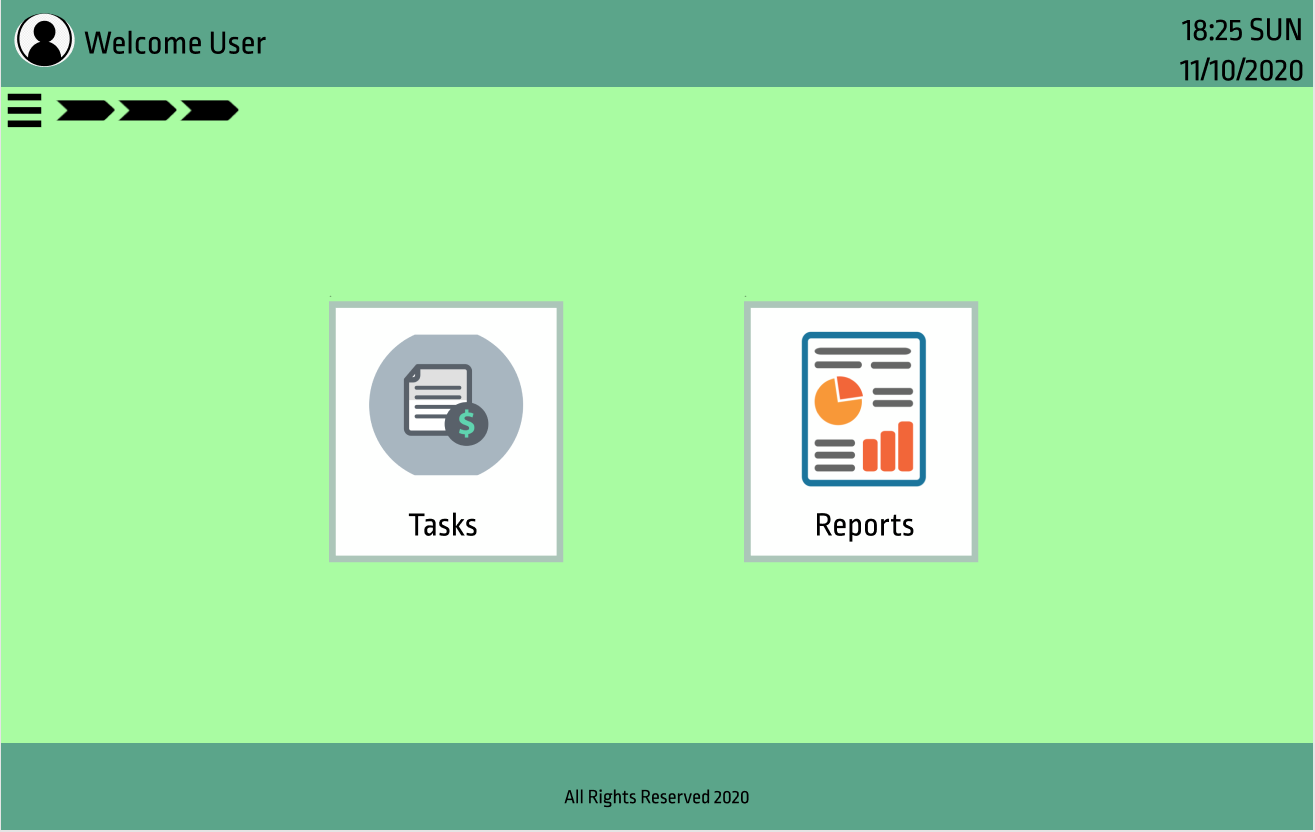 Welcome User
18:25 SUN
11/10/2020
$
Tasks
Reports
All Rights Reserved 2020